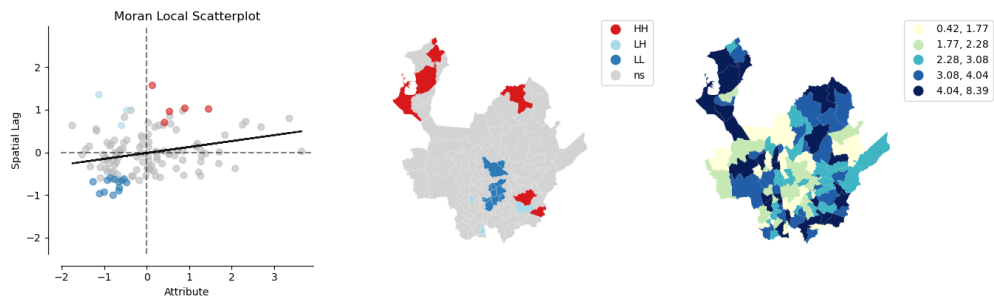 Moran Local Scatterplot
2
1
0
−1
−2
Spatial Lag
−2 −1 0 1 2 3
Attribute
HH
LH
LL
ns
0.42, 1.77
1.77, 2.28
2.28, 3.08
3.08, 4.04
4.04, 8.39